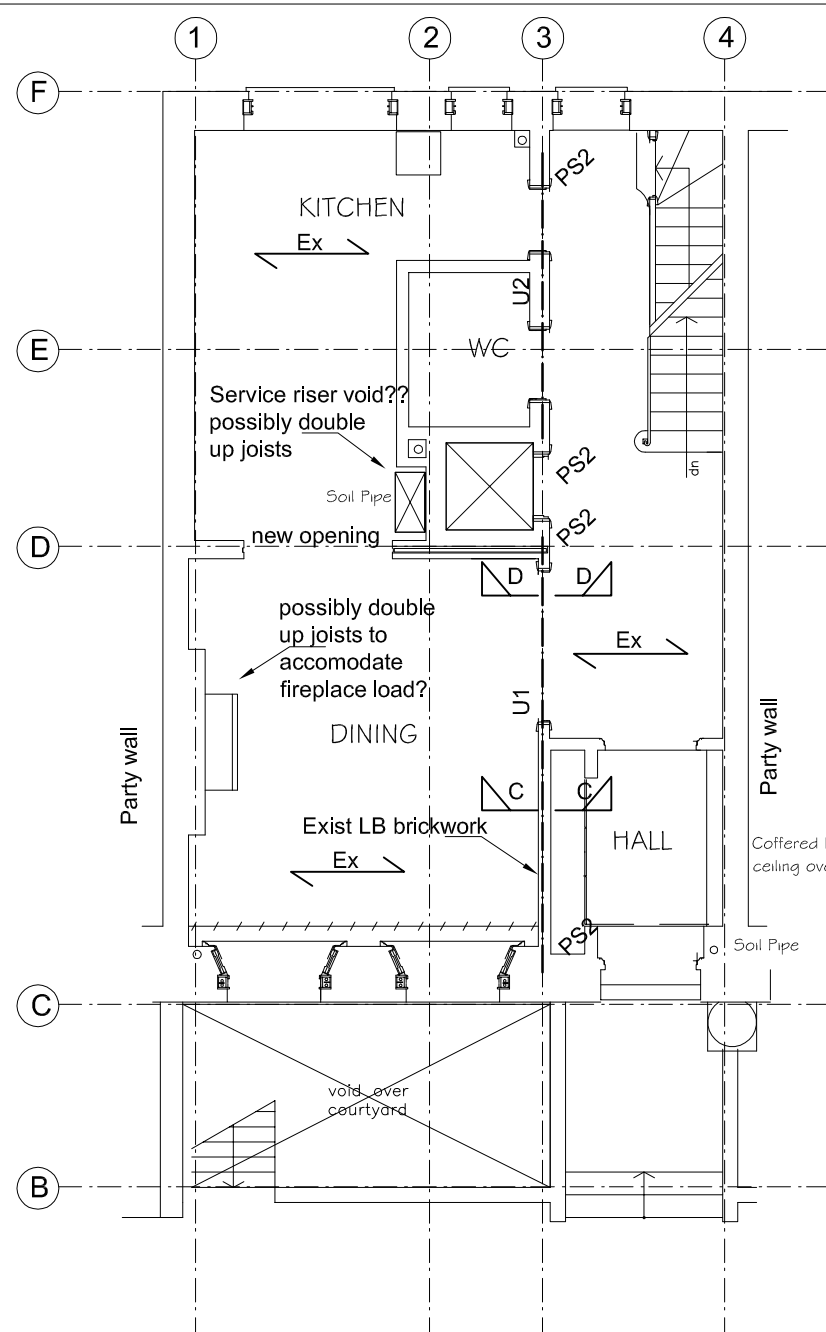 1
2
3
4
F
PS2
KITCHEN
Ex
U2
E
WC
Service riser void??
possibly double
up joists
PS2
dn
Soil Pipe
PS2
D
new opening
D
D
possibly double
up joists to
accomodate
fireplace load?
Ex
U1
DINING
Party wall
Party wall
C
C
Exist LB brickwork
HALL
Coffered
ceiling
Ex
PS2
Soil Pipe
C
void over
courtyard
B